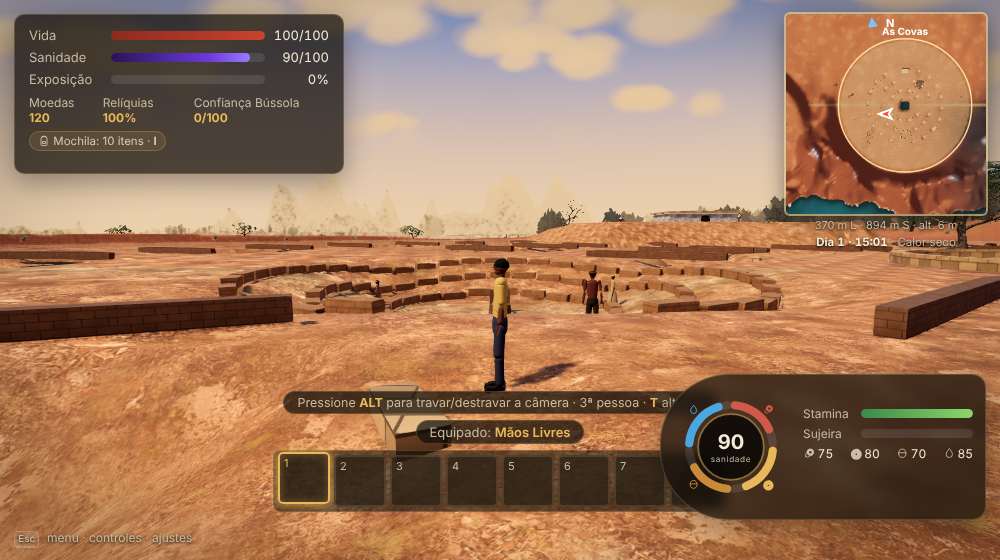 Vida 100/100
Sanidade 90/100
Exposição 0%
Moedas Relíquias Confiança Bússola
120 100% 0/100
Mochila: 10 itens · I
N
As Covas
370 m L · 894 m S · alt. 6 m
Dia 1 · 15:01 · Calor seco
Pressione ALT para travar/destravar a câmera · 3ª pessoa · T alt
Equipado: Mãos Livres
1 2 3 4 5 6 7
90
sanidade
Stamina
Sujeira
75 80 70 85
Esc menu · controles · ajustes